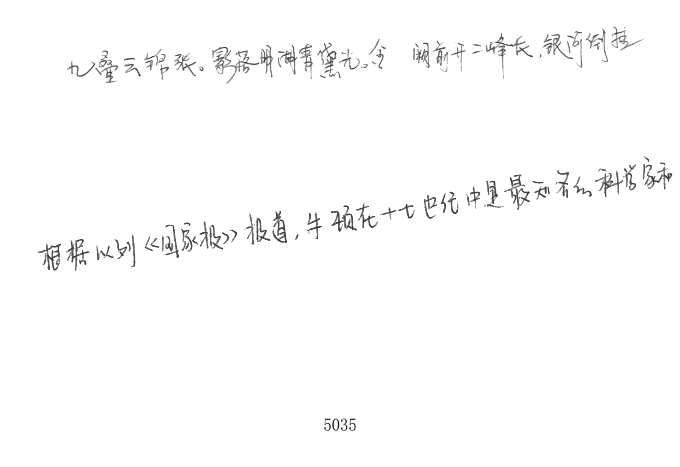 九叠云锦张。影落明湖青黛光。金 阙前开二峰长,银河倒挂
根据以列《国家报》报道,牛顿在十七世纪中是最知名的科学家和
5035